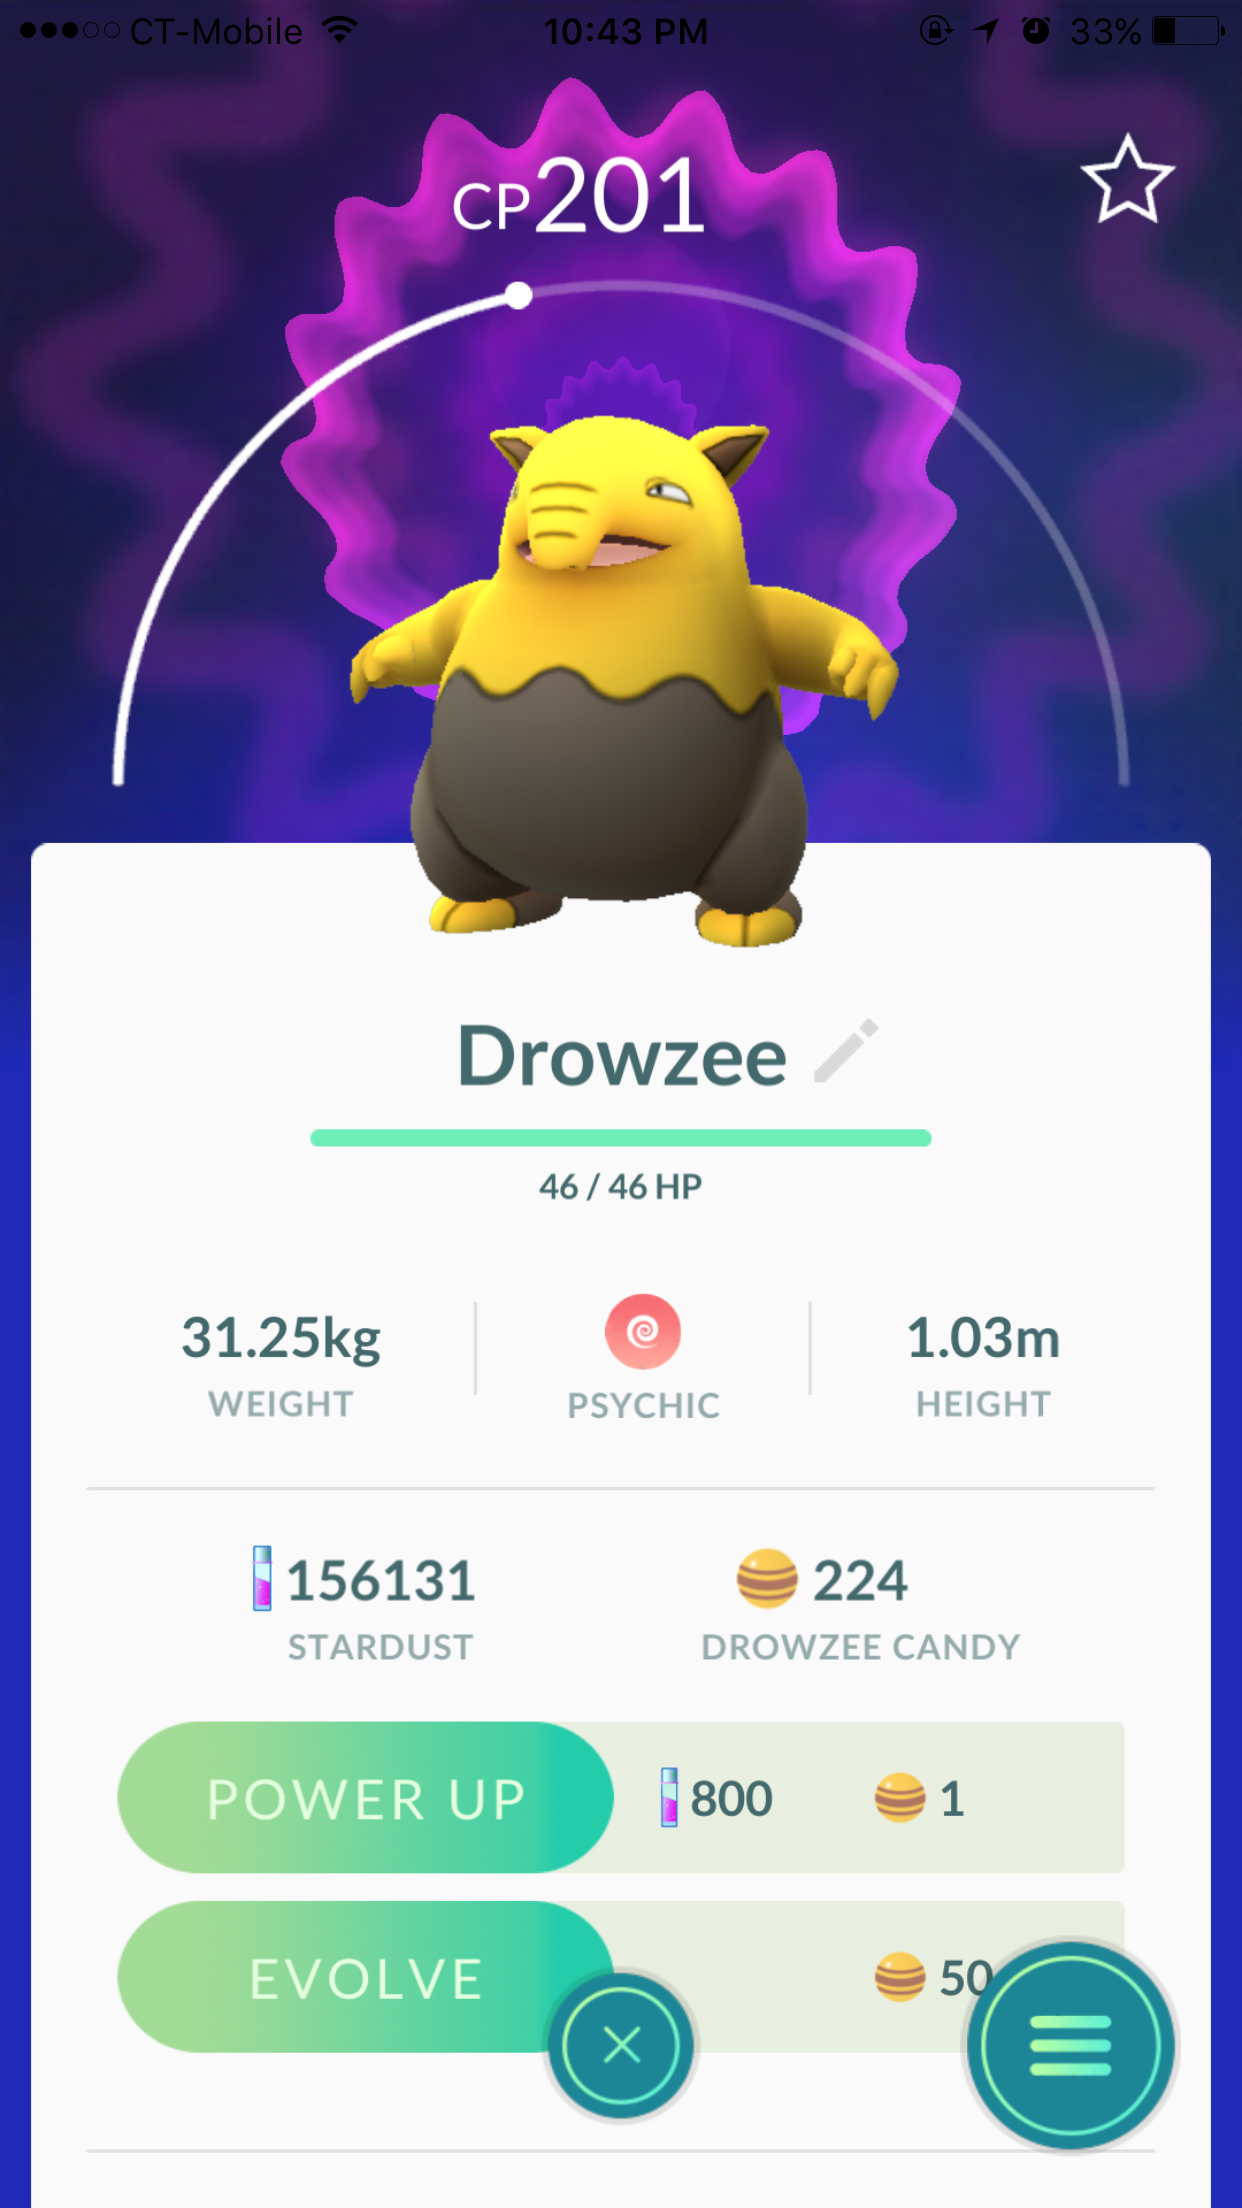 CT-Mobile 10:43 PM 33%
CP201
Drowzee
46 / 46 HP
31.25kg 1.03m
WEIGHT PSYCHIC HEIGHT
156131 224
STARDUST DROWZEE CANDY
POWER UP 800 1
EVOLVE 50